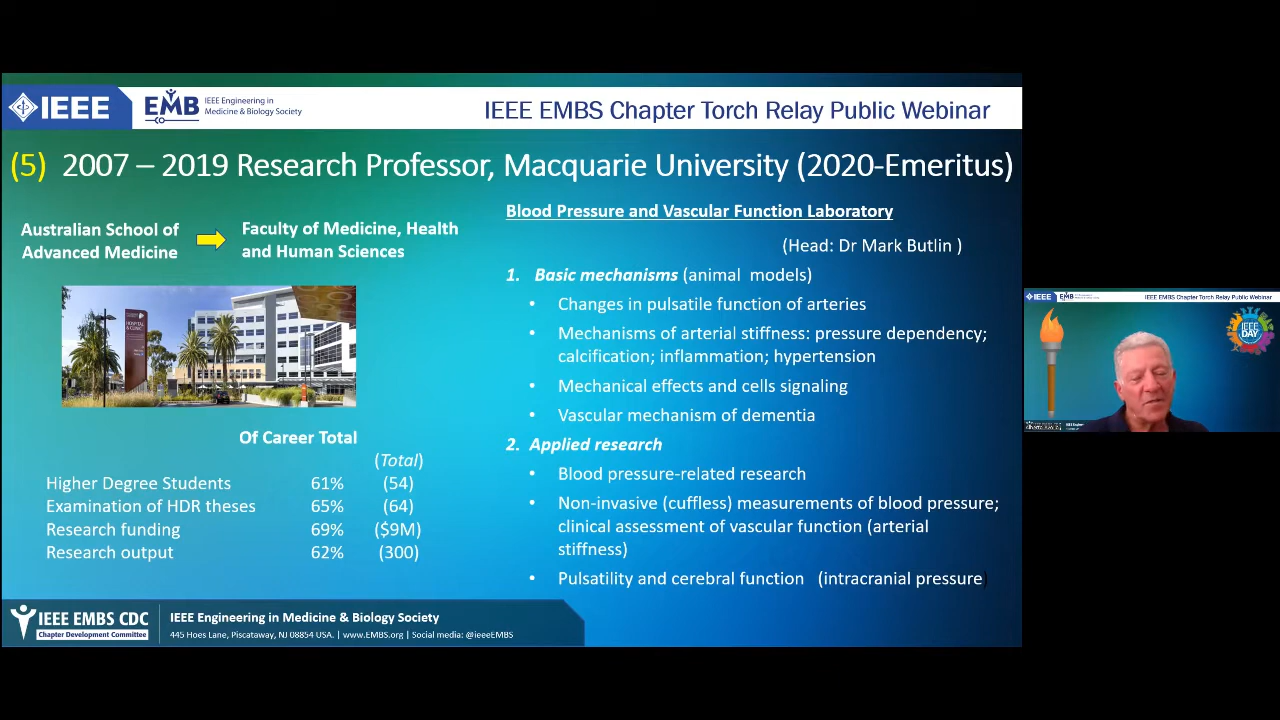 IEEE
EMB
IEEE Engineering in
Medicine & Biology Society
IEEE EMBS Chapter Torch Relay Public Webinar
(5) 2007 – 2019 Research Professor, Macquarie University (2020-Emeritus)
Australian School of
Advanced Medicine
Faculty of Medicine, Health
and Human Sciences
HOSPITAL
& CLINIC
Of Career Total
(Total)
Higher Degree Students 61% (54)
Examination of HDR theses 65% (64)
Research funding 69% ($9M)
Research output 62% (300)
Blood Pressure and Vascular Function Laboratory
(Head: Dr Mark Butlin )
1. Basic mechanisms (animal models)
• Changes in pulsatile function of arteries
• Mechanisms of arterial stiffness: pressure dependency;
calcification; inflammation; hypertension
• Mechanical effects and cells signaling
• Vascular mechanism of dementia
2. Applied research
• Blood pressure-related research
• Non-invasive (cuffless) measurements of blood pressure;
clinical assessment of vascular function (arterial
stiffness)
• Pulsatility and cerebral function (intracranial pressure)
IEEE EMBS CDC
Chapter Development Committee
IEEE Engineering in Medicine & Biology Society
445 Hoes Lane, Piscataway, NJ 08854 USA. | www.EMBS.org | Social media: @ieeeEMBS
IEEE
EMB
IEEE EMBS Chapter Torch Relay Public Webinar
IEEE
DAY